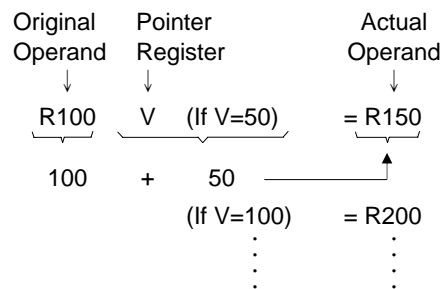 Original Pointer Actual
Operand Register Operand
R100 V (If V=50) = R150
100 + 50
(If V=100) = R200